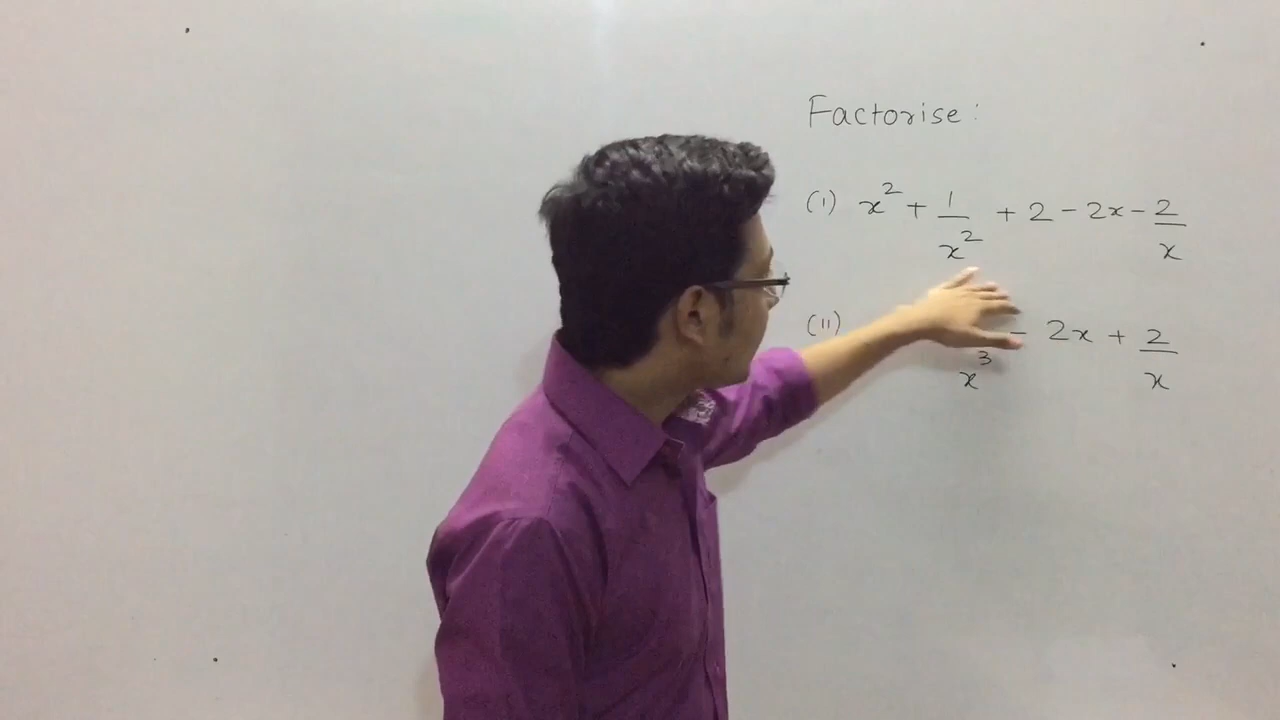 Factorise:
(i) x² + 1/x² + 2 - 2x - 2/x
(ii) x³ - 2x + 2/x